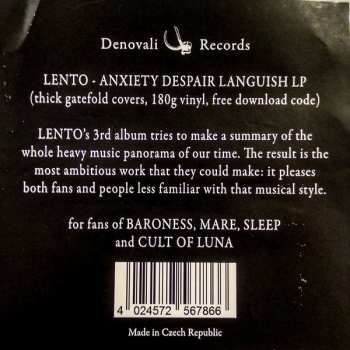 Denovali Records
LENTO - ANXIETY DESPAIR LANGUISH LP
(thick gatefold covers, 180g vinyl, free download code)
LENTO's 3rd album tries to make a summary of the
whole heavy music panorama of our time. The result is the
most ambitious work that they could make: it pleases
both fans and people less familiar with that musical style.
for fans of BARONESS, MARE, SLEEP
and CULT OF LUNA
4 024572 567866
Made in Czech Republic